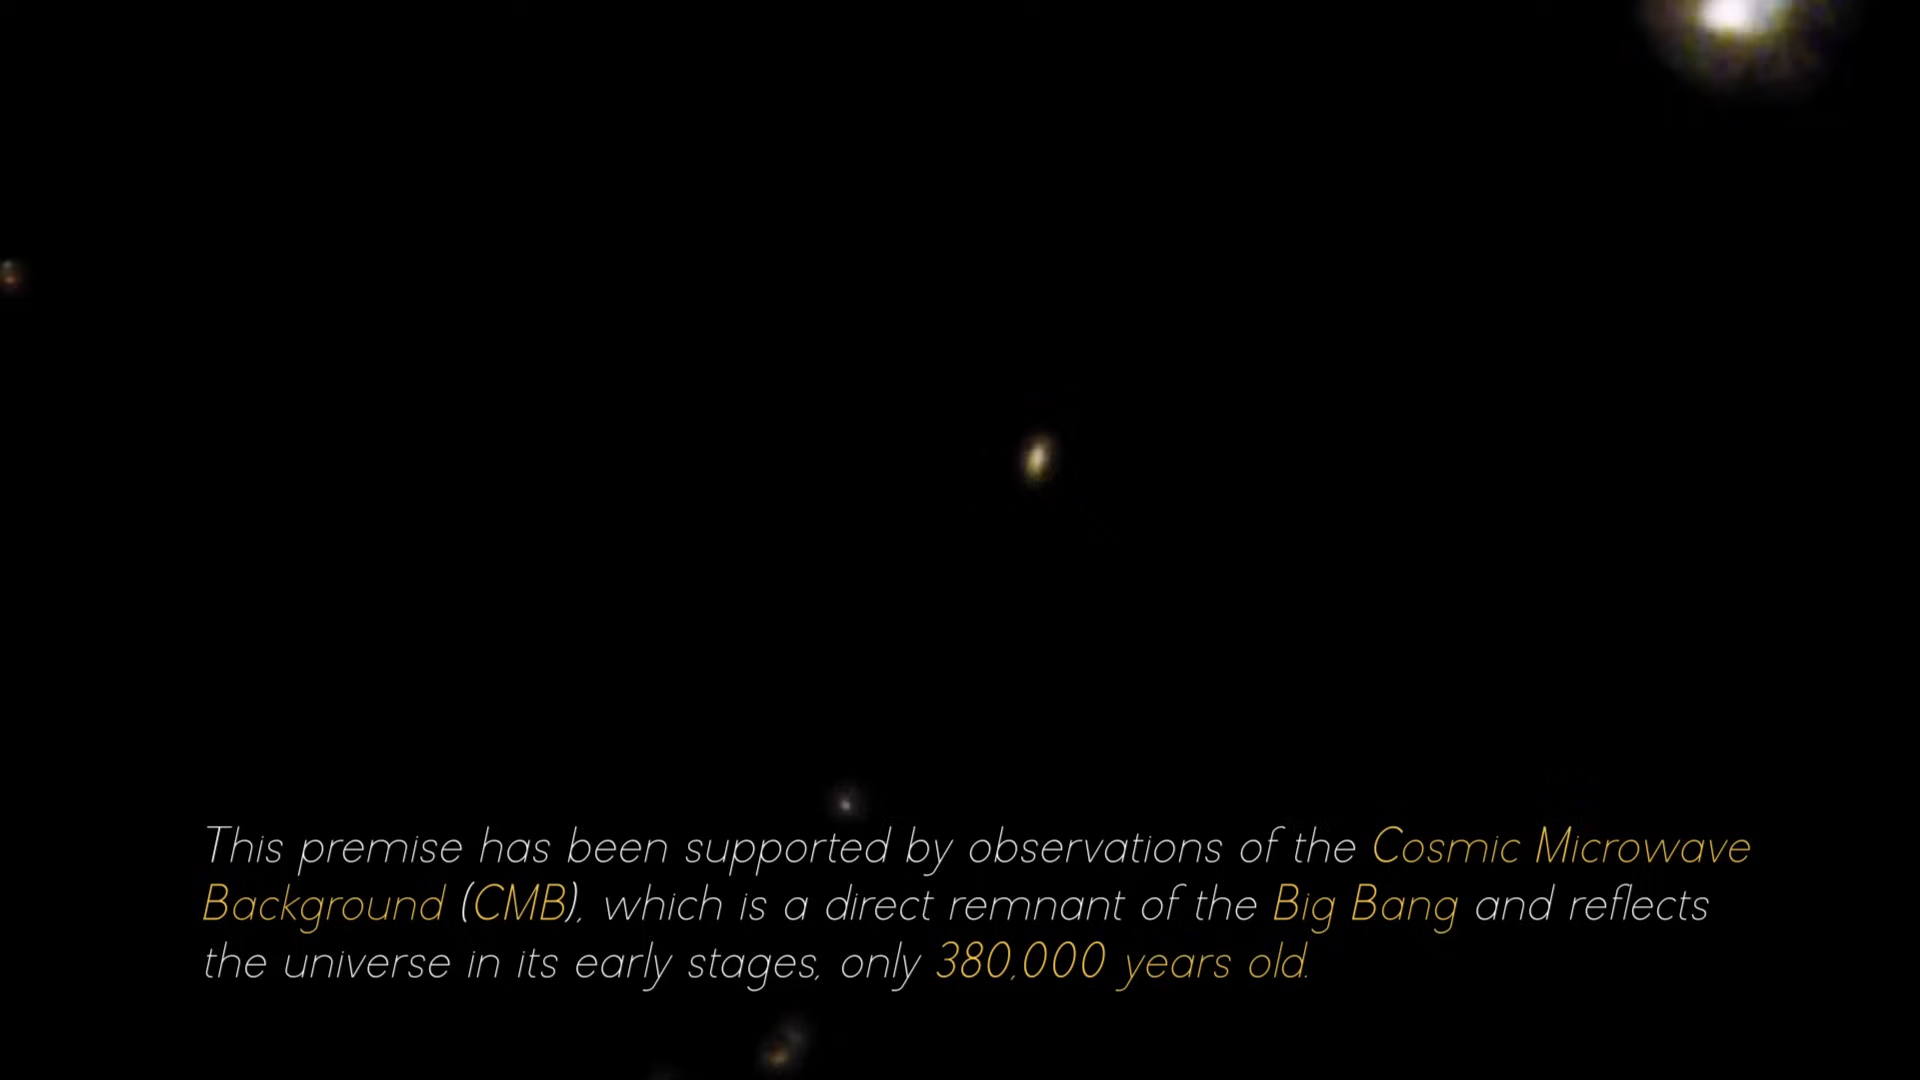 This premise has been supported by observations of the Cosmic Microwave
Background (CMB), which is a direct remnant of the Big Bang and reflects
the universe in its early stages, only 380,000 years old.